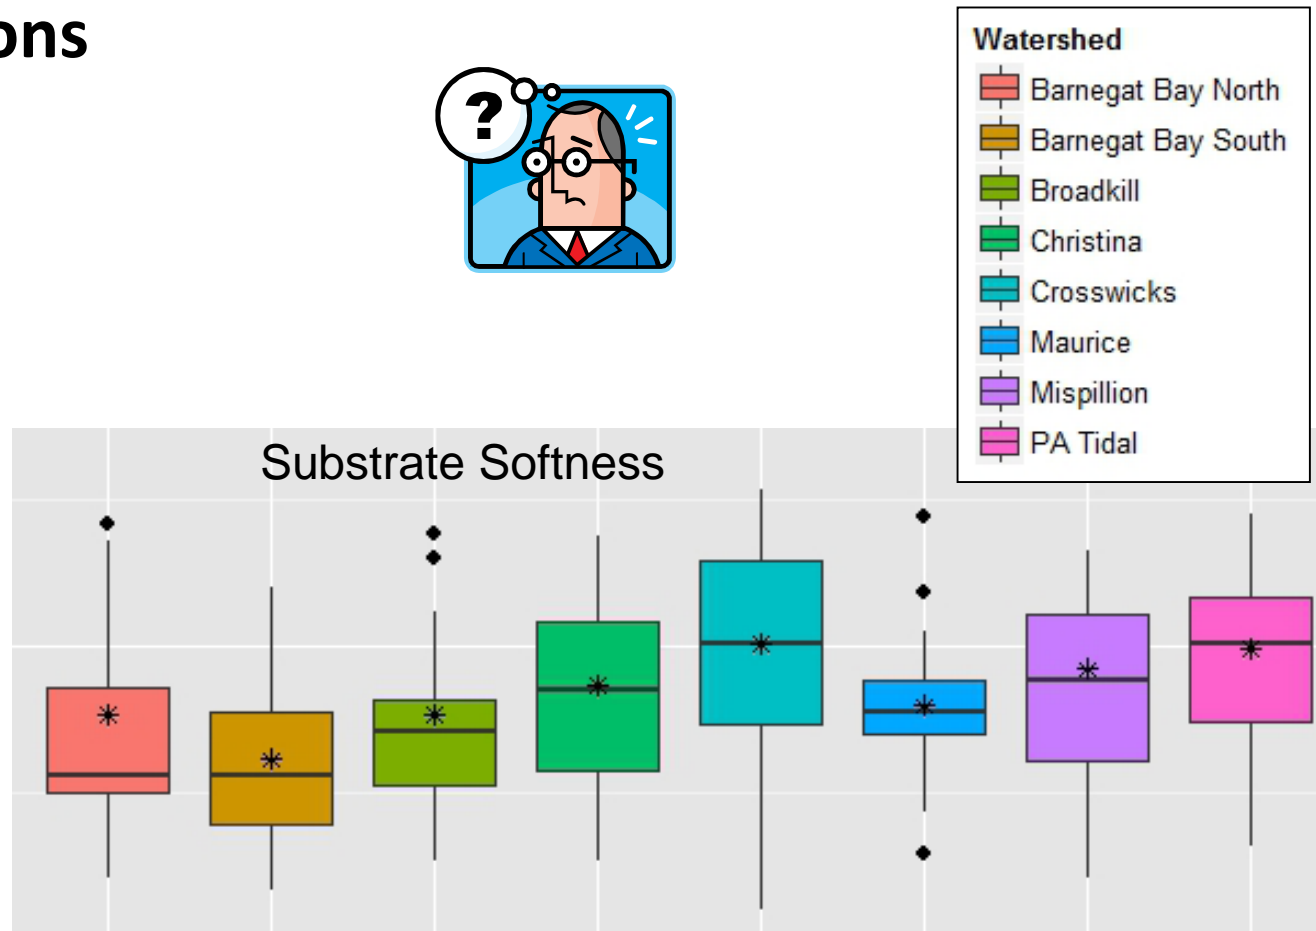 ons
?
Watershed
Barnegat Bay North
Barnegat Bay South
Broadkill
Christina
Crosswicks
Maurice
Mispillion
PA Tidal
Substrate Softness